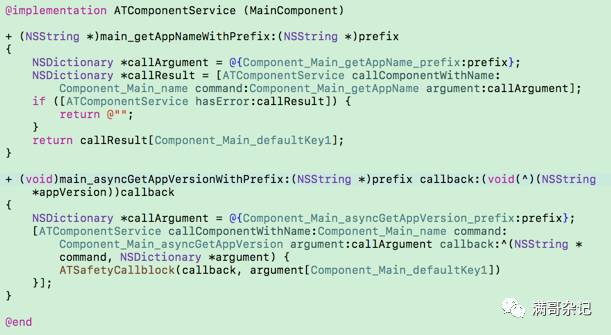 @implementation ATComponentService (MainComponent)
+ (NSString *)main_getAppNameWithPrefix:(NSString *)prefix
{
NSDictionary *callArgument = @{Component_Main_getAppName_prefix:prefix};
NSDictionary *callResult = [ATComponentService callComponentWithName:
Component_Main_name command:Component_Main_getAppName argument:callArgument];
if ([ATComponentService hasError:callResult]) {
return @"";
}
return callResult[Component_Main_defaultKey1];
}
+ (void)main_asyncGetAppVersionWithPrefix:(NSString *)prefix callback:(void(^)(NSString
*appVersion))callback
{
NSDictionary *callArgument = @{Component_Main_asyncGetAppVersion_prefix:prefix};
[ATComponentService callComponentWithName:Component_Main_name command:
Component_Main_asyncGetAppVersion argument:callArgument callback:^(NSString *
command, NSDictionary *argument) {
ATSafetyCallblock(callback, argument[Component_Main_defaultKey1])
}];
}
@end
满哥杂记